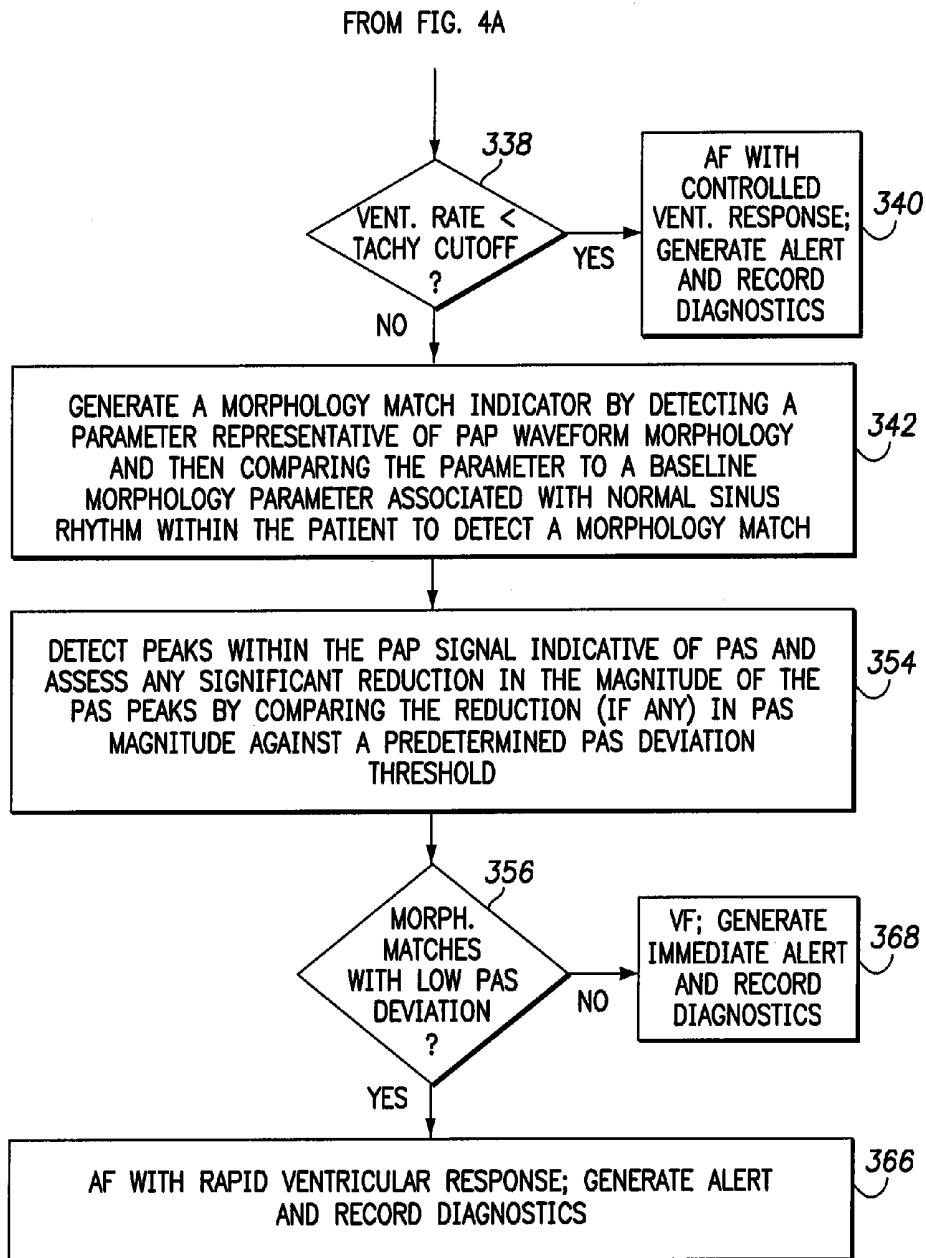 FROM FIG. 4A
338
VENT. RATE <
TACHY CUTOFF
?
YES
AF WITH
CONTROLLED
VENT. RESPONSE;
GENERATE ALERT
AND RECORD
DIAGNOSTICS
340
NO
GENERATE A MORPHOLOGY MATCH INDICATOR BY DETECTING A
PARAMETER REPRESENTATIVE OF PAP WAVEFORM MORPHOLOGY
AND THEN COMPARING THE PARAMETER TO A BASELINE
MORPHOLOGY PARAMETER ASSOCIATED WITH NORMAL SINUS
RHYTHM WITHIN THE PATIENT TO DETECT A MORPHOLOGY MATCH
342
DETECT PEAKS WITHIN THE PAP SIGNAL INDICATIVE OF PAS AND
ASSESS ANY SIGNIFICANT REDUCTION IN THE MAGNITUDE OF THE
PAS PEAKS BY COMPARING THE REDUCTION (IF ANY) IN PAS
MAGNITUDE AGAINST A PREDETERMINED PAS DEVIATION
THRESHOLD
354
356
MORPH.
MATCHES
WITH LOW PAS
DEVIATION
?
NO
VF; GENERATE
IMMEDIATE ALERT
AND RECORD
DIAGNOSTICS
368
YES
AF WITH RAPID VENTRICULAR RESPONSE; GENERATE ALERT
AND RECORD DIAGNOSTICS
366